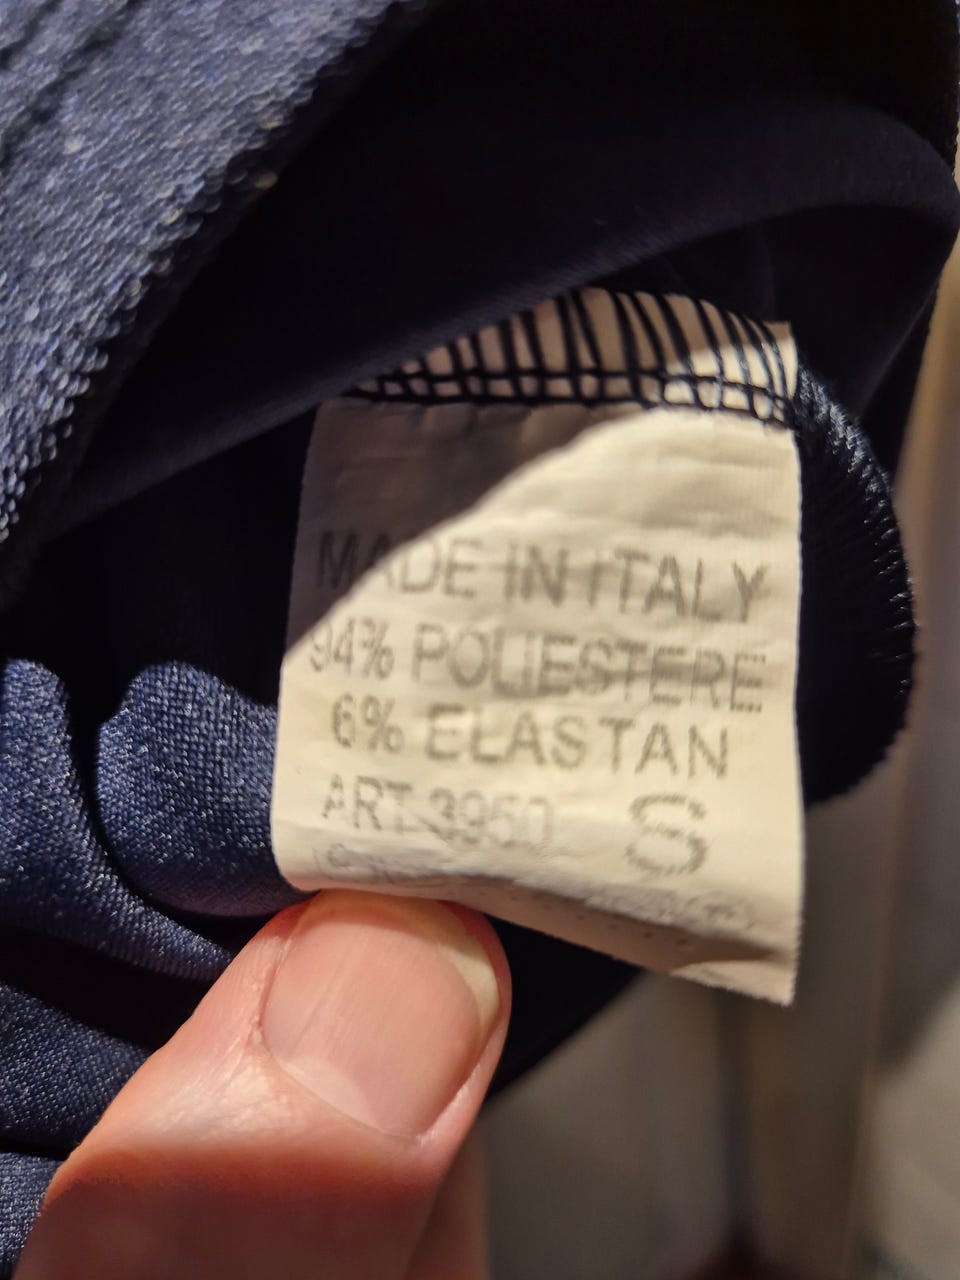 MADE IN ITALY
94% POLIESTERE
6% ELASTAN
ART 3950 S